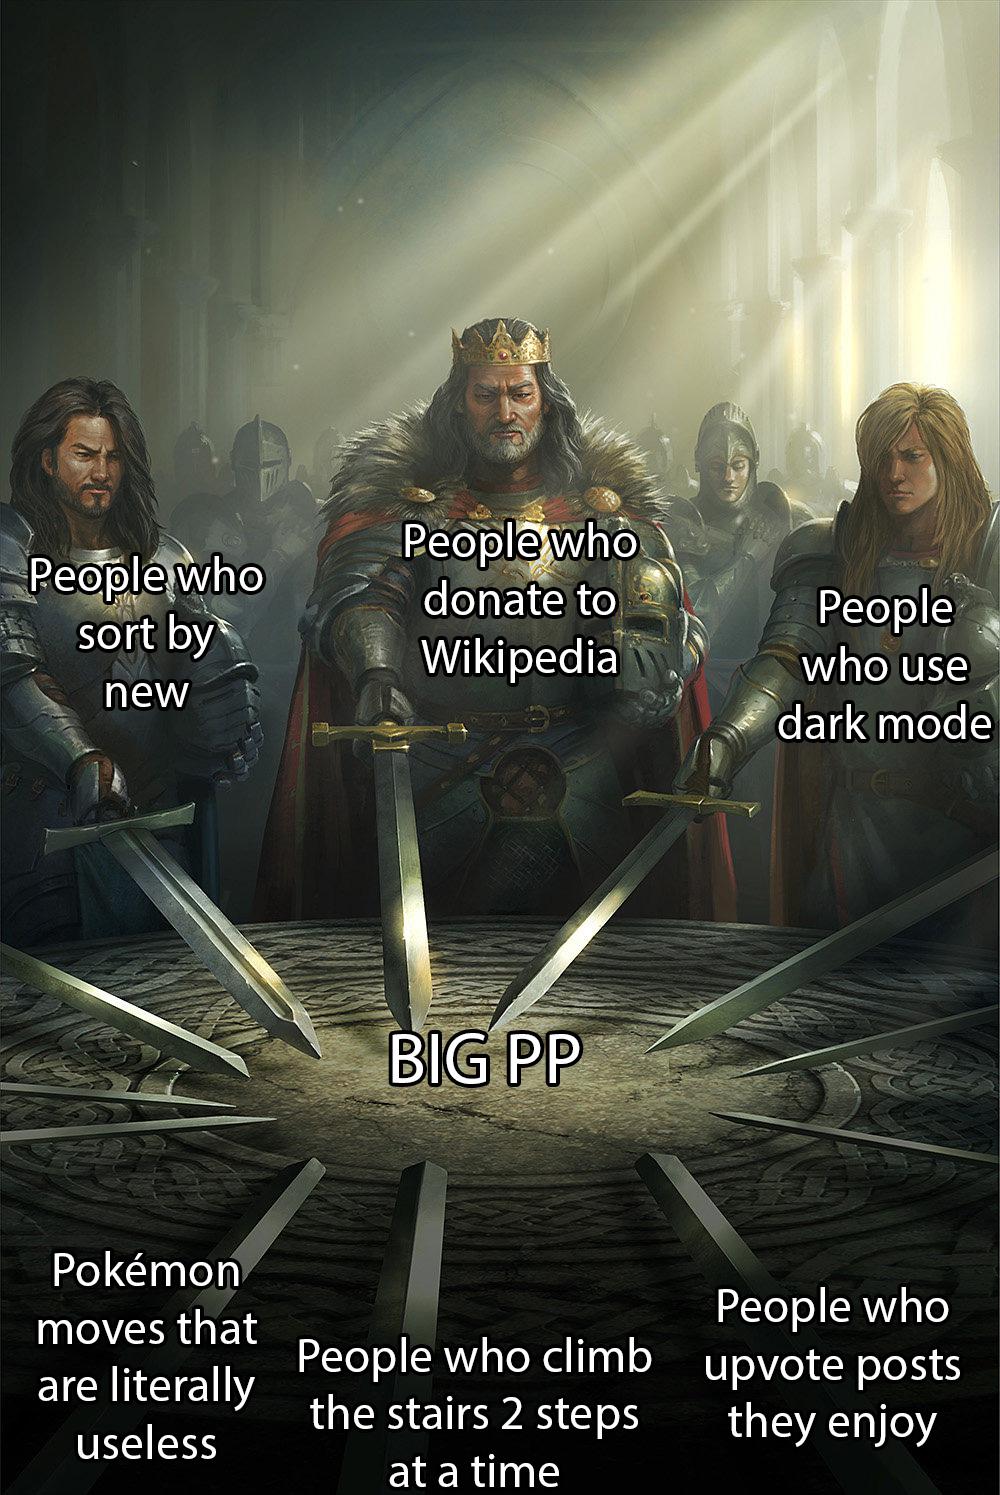 People who
sort by
new
People who
donate to
Wikipedia
People
who use
dark mode
BIG PP
Pokémon
moves that
are literally
useless
People who climb
the stairs 2 steps
at a time
People who
upvote posts
they enjoy